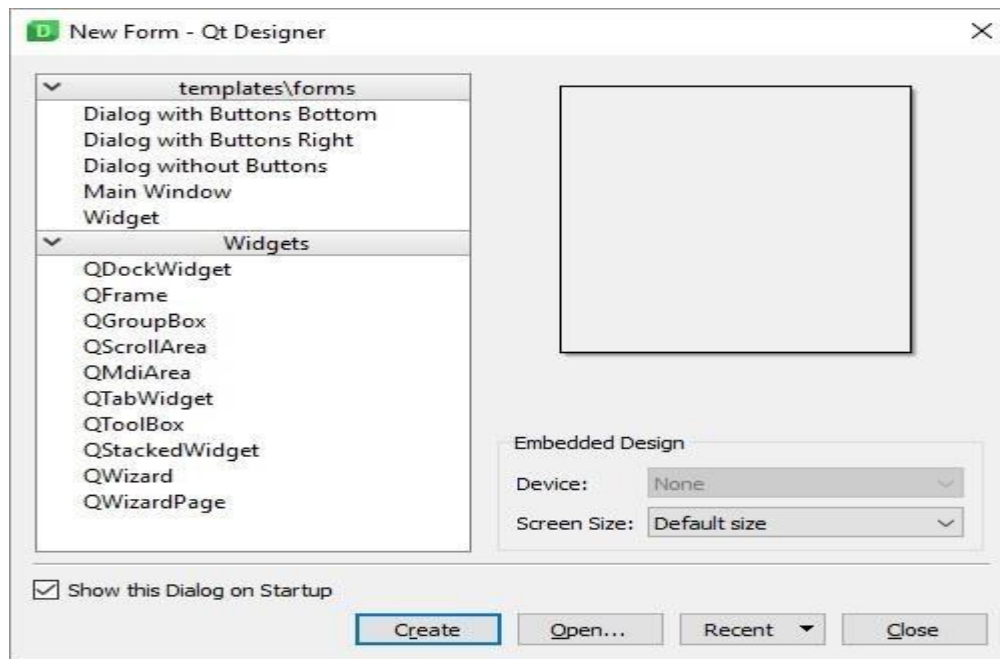 New Form - Qt Designer
templates\forms
Dialog with Buttons Bottom
Dialog with Buttons Right
Dialog without Buttons
Main Window
Widget
Widgets
QDockWidget
QFrame
QGroupBox
QScrollArea
QMdiArea
QTabWidget
QToolBox
QStackedWidget
QWizard
QWizardPage
Embedded Design
Device: None
Screen Size: Default size
Show this Dialog on Startup
Create Open... Recent Close